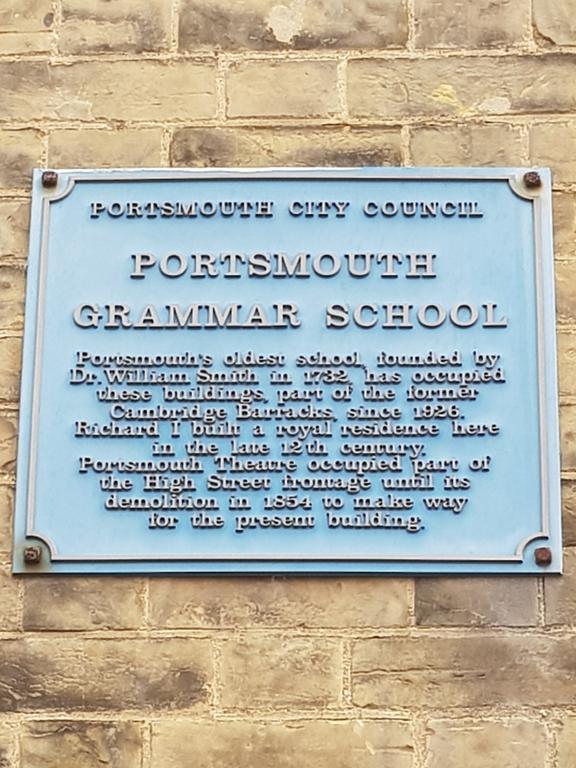 PORTSMOUTH CITY COUNCIL
PORTSMOUTH
GRAMMAR SCHOOL
Portsmouth's oldest school, founded by
Dr. William Smith in 1732, has occupied
these buildings, part of the former
Cambridge Barracks, since 1926.
Richard I built a royal residence here
in the late 12th century.
Portsmouth Theatre occupied part of
the High Street frontage until its
demolition in 1854 to make way
for the present building.